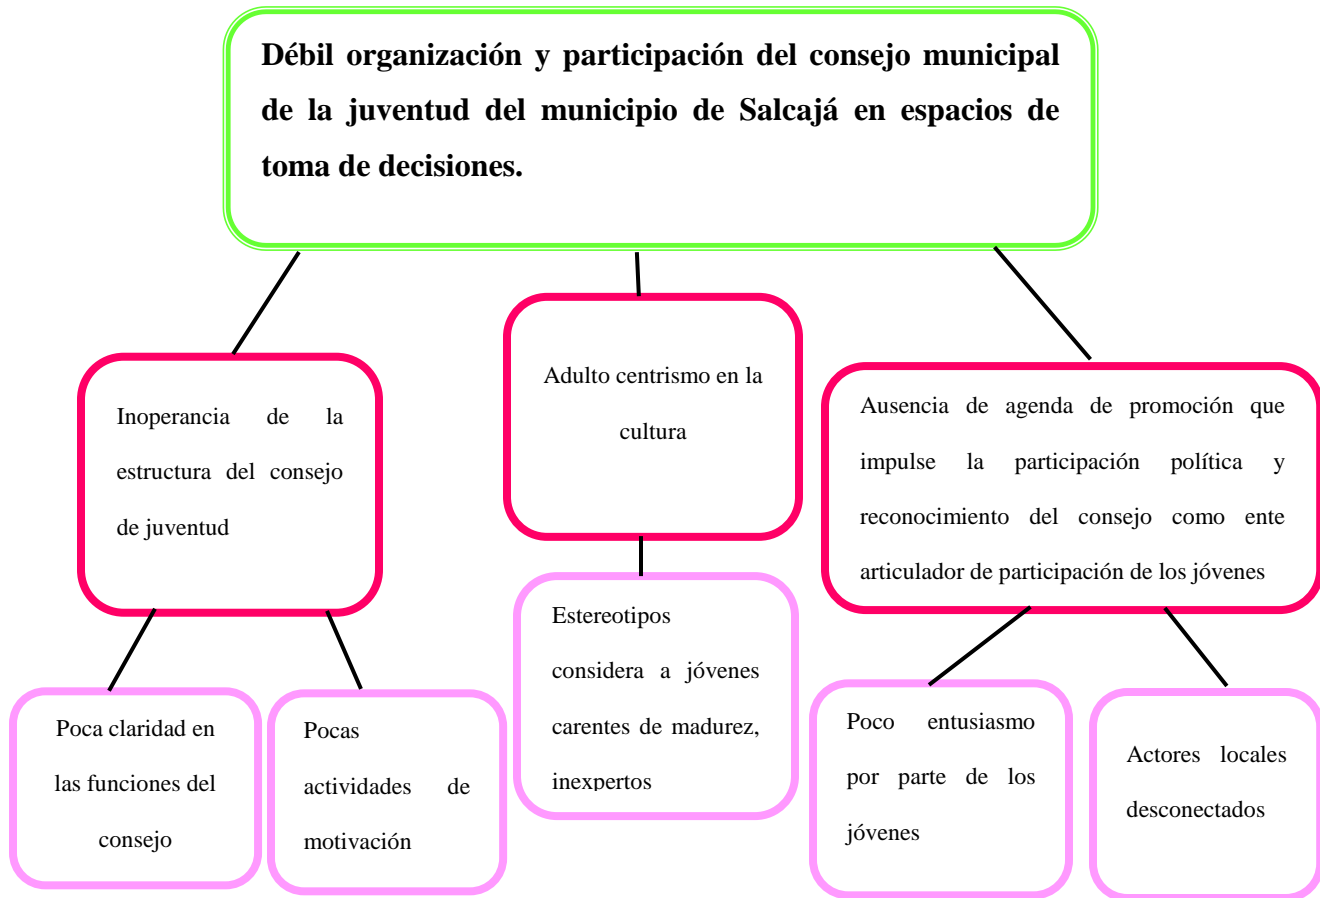 Débil organización y participación del consejo municipal
de la juventud del municipio de Salcajá en espacios de
toma de decisiones.
Inoperancia de la
estructura del consejo
de juventud
Adulto centrismo en la
cultura
Ausencia de agenda de promoción que
impulse la participación política y
reconocimiento del consejo como ente
articulador de participación de los jóvenes
Poca claridad en
las funciones del
consejo
Pocas
actividades de
motivación
Estereotipos
considera a jóvenes
carentes de madurez,
inexpertos
Poco entusiasmo
por parte de los
jóvenes
Actores locales
desconectados